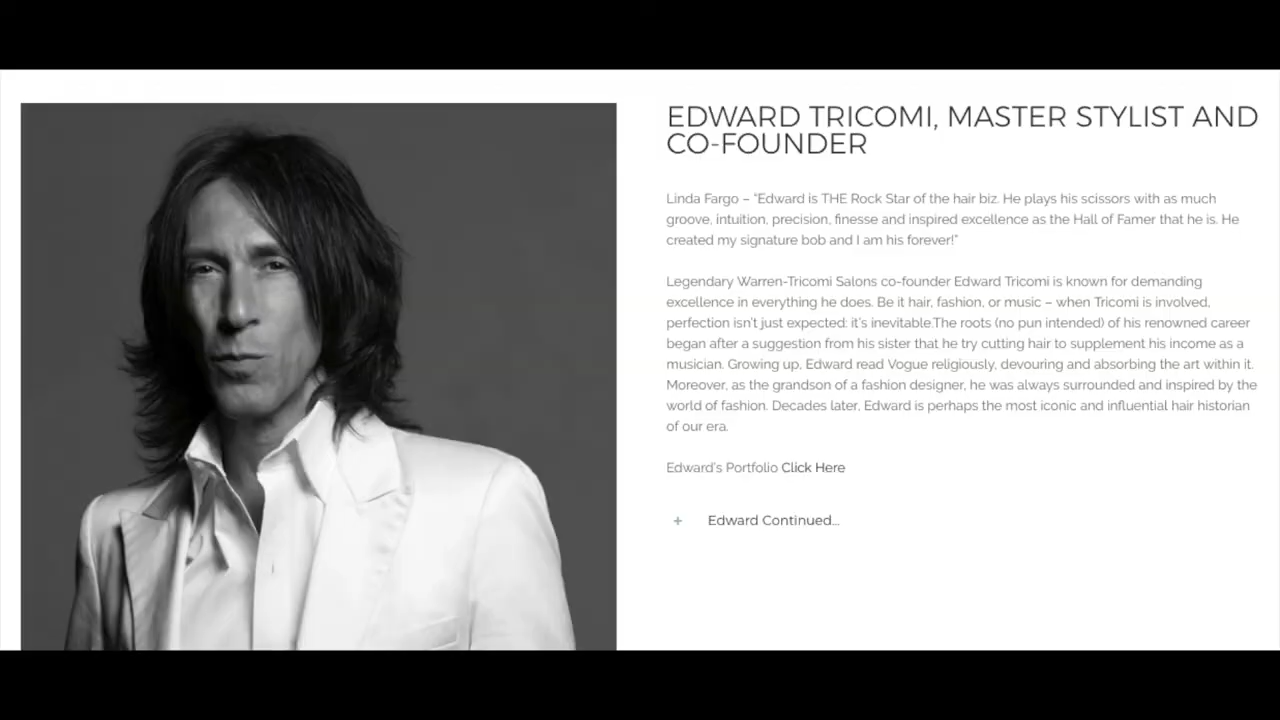 EDWARD TRICOMI, MASTER STYLIST AND
CO-FOUNDER
Linda Fargo – "Edward is THE Rock Star of the hair biz. He plays his scissors with as much
groove, intuition, precision, finesse and inspired excellence as the Hall of Famer that he is. He
created my signature bob and I am his forever!"
Legendary Warren-Tricomi Salons co-founder Edward Tricomi is known for demanding
excellence in everything he does. Be it hair, fashion, or music – when Tricomi is involved,
perfection isn't just expected: it's inevitable.The roots (no pun intended) of his renowned career
began after a suggestion from his sister that he try cutting hair to supplement his income as a
musician. Growing up, Edward read Vogue religiously, devouring and absorbing the art within it.
Moreover, as the grandson of a fashion designer, he was always surrounded and inspired by the
world of fashion. Decades later, Edward is perhaps the most iconic and influential hair historian
of our era.
Edward's Portfolio Click Here
+ Edward Continued...